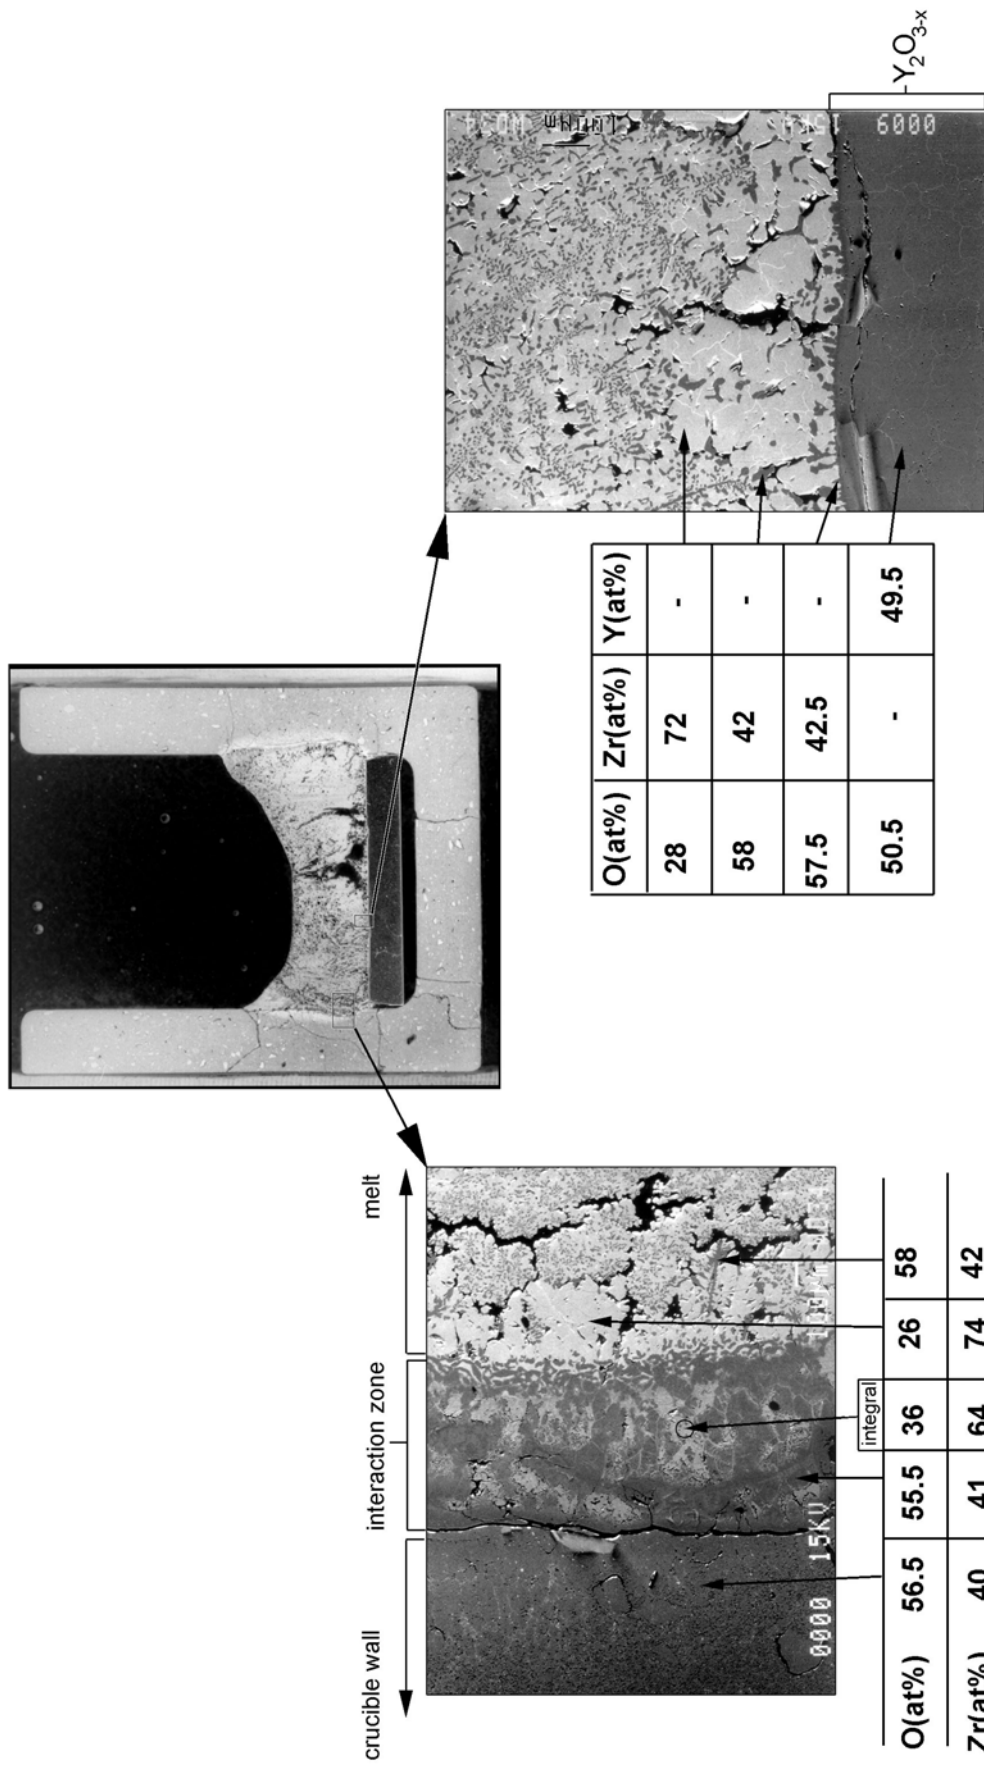 crucible wall
interaction zone
melt
0000 15KU
integral
O(at%) 56.5 55.5 36 26 58
Zr(at%) 40 41 64 74 42
O(at%) Zr(at%) Y(at%)
28 72 -
58 42 -
57.5 42.5 -
50.5 - 49.5
0009
Y2O3-x